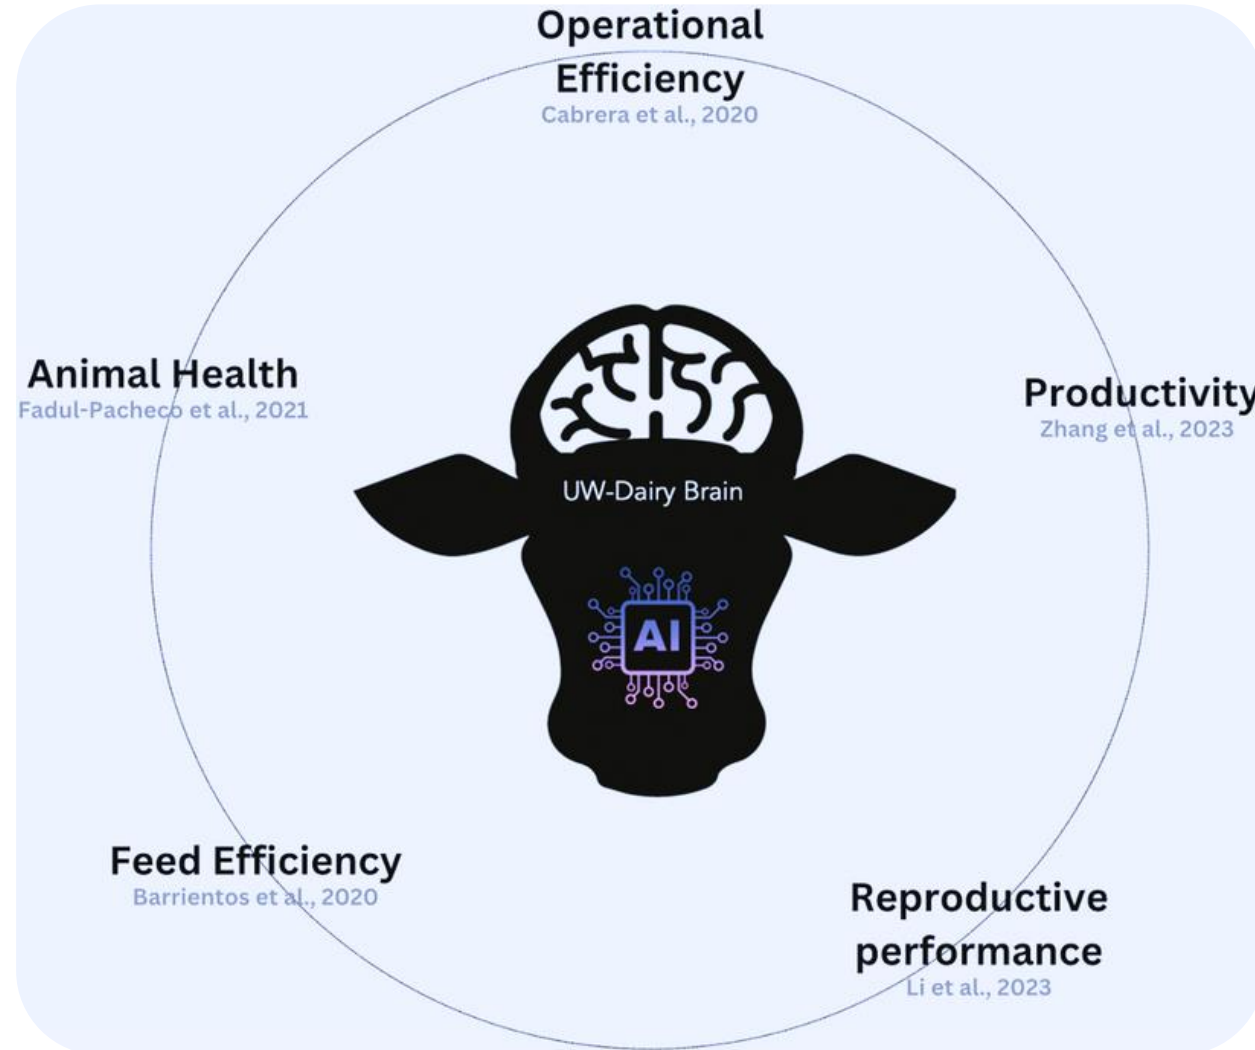 Operational
Efficiency
Cabrera et al., 2020
Animal Health
Fadul-Pacheco et al., 2021
Productivity
Zhang et al., 2023
UW-Dairy Brain
AI
Feed Efficiency
Barrientos et al., 2020
Reproductive
performance
Li et al., 2023